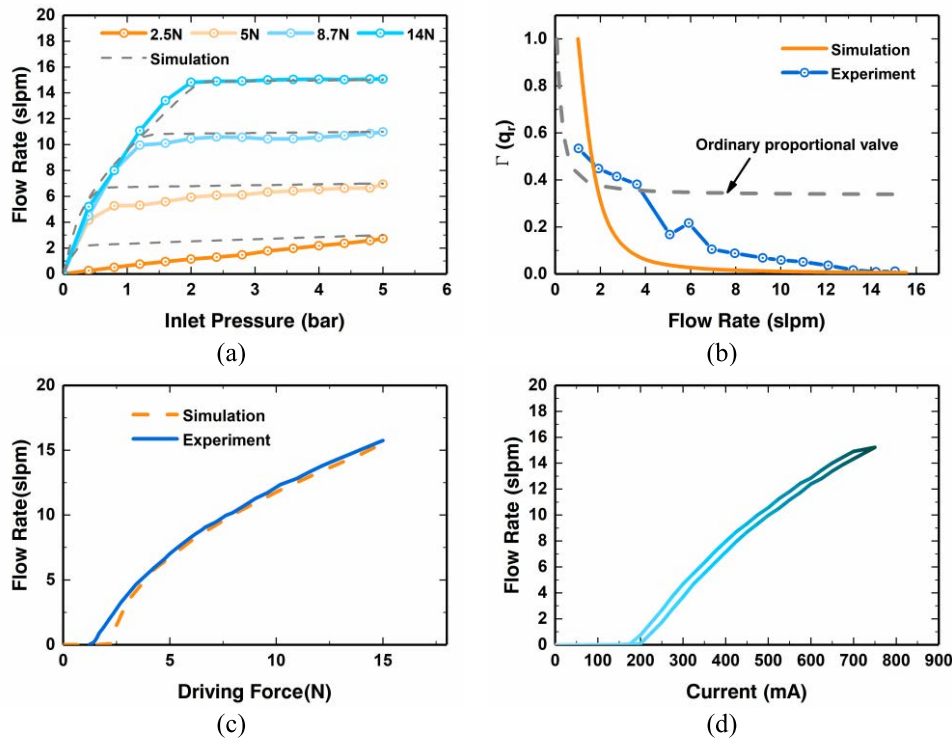 20
18
16
14
12
10
8
6
4
2
0
2.5N 5N 8.7N 14N
Simulation
Flow Rate (slpm)
0 1 2 3 4 5 6
Inlet Pressure (bar)
(a)
1.0
0.8
0.6
0.4
0.2
0.0
Simulation
Experiment
Ordinary proportional valve
Γ (qr)
0 2 4 6 8 10 12 14 16
Flow Rate (slpm)
(b)
20
15
10
5
0
Simulation
Experiment
Flow Rate(slpm)
0 5 10 15
Driving Force(N)
(c)
20
18
16
14
12
10
8
6
4
2
0
Flow Rate (slpm)
0 100 200 300 400 500 600 700 800 900
Current (mA)
(d)